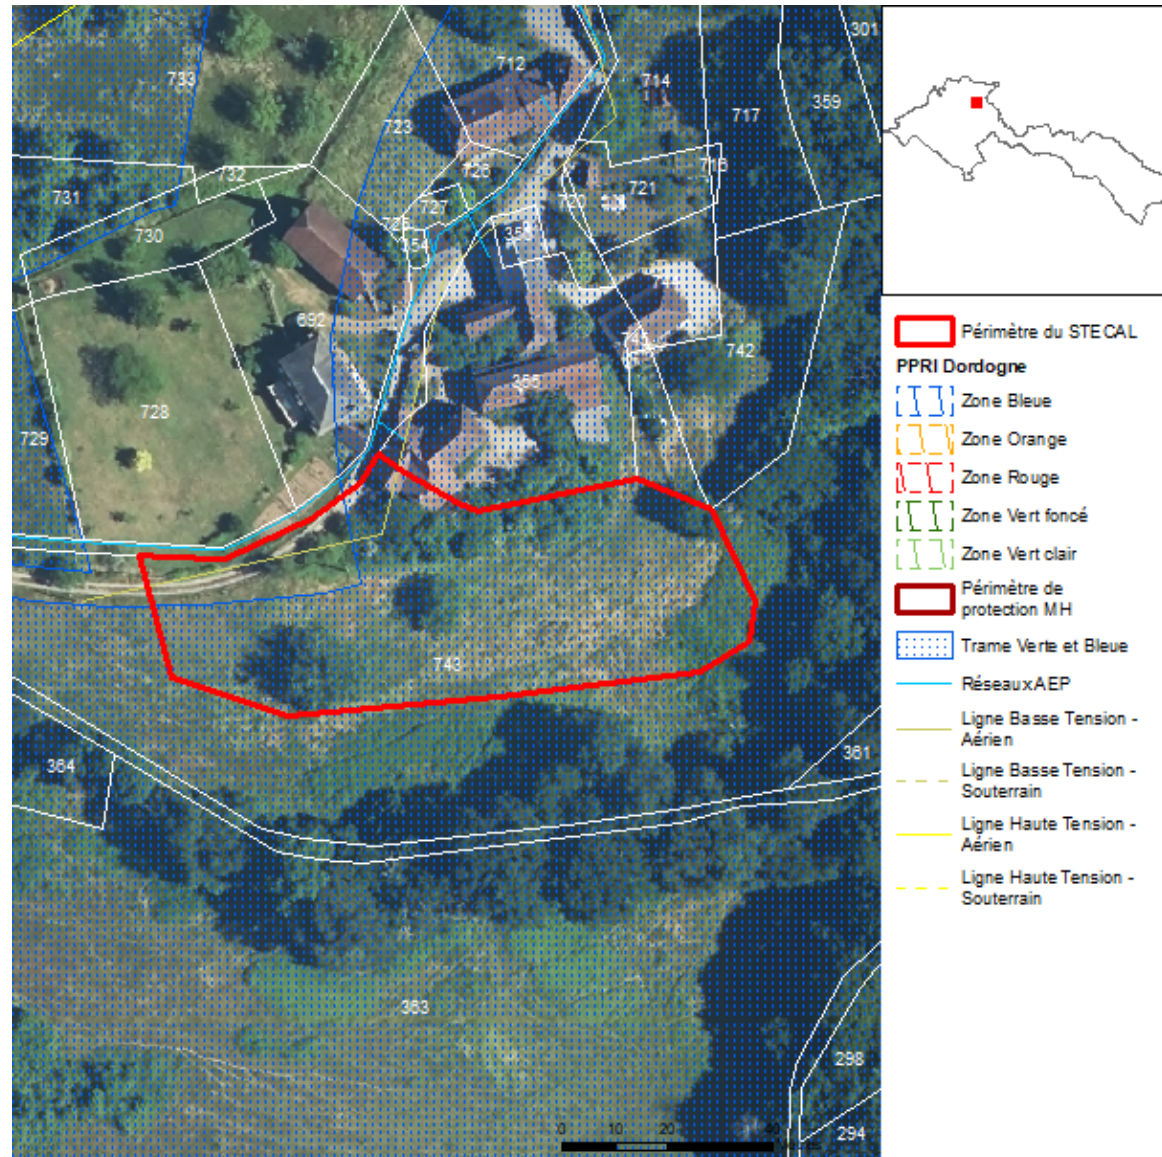 712
714
717
301
359
733
723
716
726
721
732
731
727
720
730
354
692
742
355
728
729
743
364
361
363
298
294
0 10 20 40
Périmètre du STECAL
PPRI Dordogne
Zone Bleue
Zone Orange
Zone Rouge
Zone Vert foncé
Zone Vert clair
Périmètre de
protection MH
Trame Verte et Bleue
Réseaux AEP
Ligne Basse Tension -
Aérien
Ligne Basse Tension -
Souterrain
Ligne Haute Tension -
Aérien
Ligne Haute Tension -
Souterrain